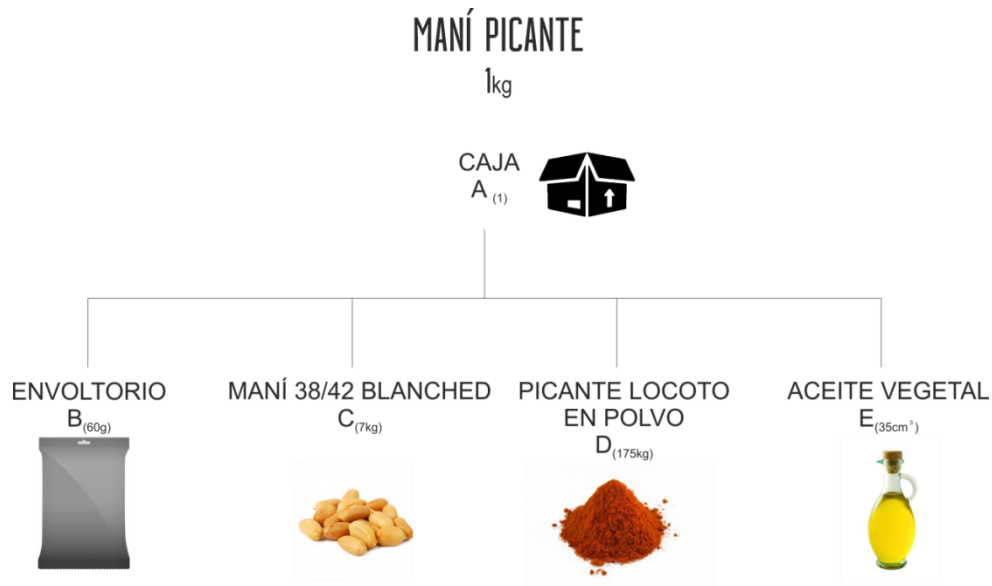 MANÍ PICANTE
1kg
CAJA
A (1)
ENVOLTORIO
B(60g)
MANÍ 38/42 BLANCHED
C(7kg)
PICANTE LOCOTO
EN POLVO
D(175kg)
ACEITE VEGETAL
E(35cm³)